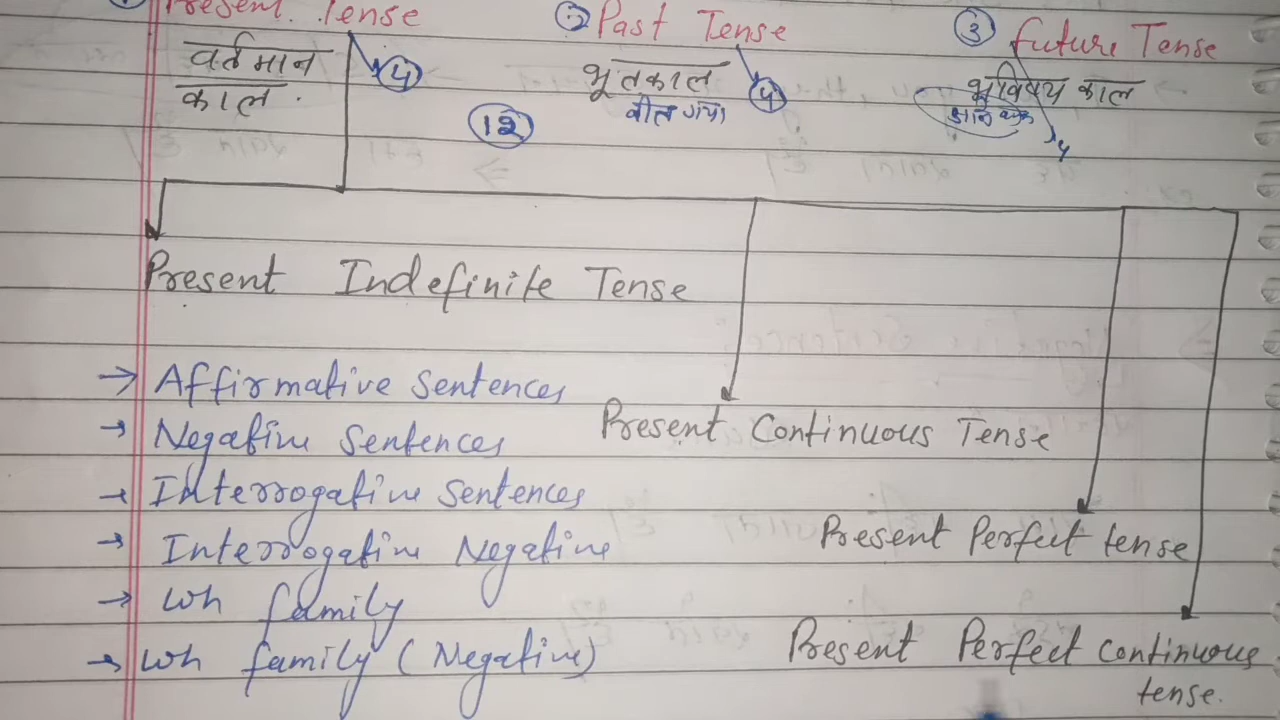 Present Tense
② Past Tense
③ Future Tense
वर्तमान
काल
4
भूतकाल
बीत गया
4
12
भविष्य काल
4
Present Indefinite Tense
→ Affirmative Sentences
→ Negative Sentences
→ Interrogative Sentences
→ Interrogative Negative
→ Wh family
→ Wh family (Negative)
Present Continuous Tense
Present Perfect tense
Present Perfect continuous
tense.